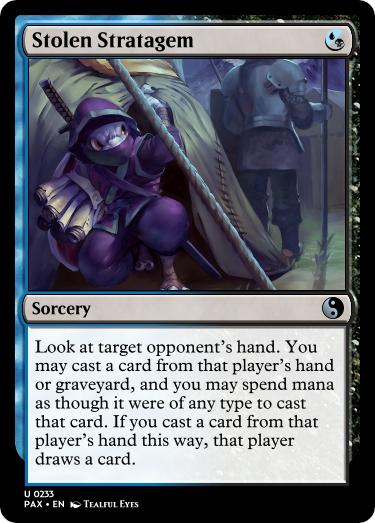 Stolen Stratagem
Sorcery
Look at target opponent's hand. You
may cast a card from that player's hand
or graveyard, and you may spend mana
as though it were of any type to cast
that card. If you cast a card from that
player's hand this way, that player
draws a card.
U 0233
PAX • EN Tealful Eyes